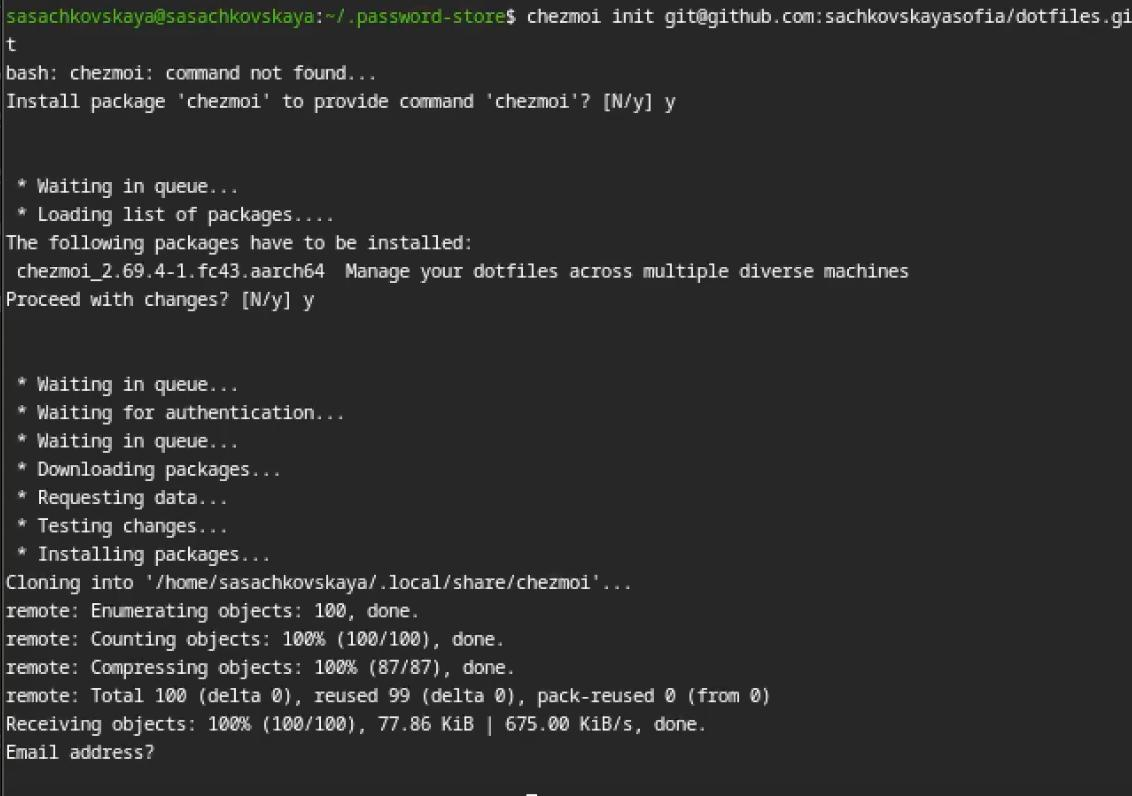 sasachkovskaya@sasachkovskaya:~/.password-store$ chezmoi init git@github.com:sachkovskayasofia/dotfiles.gi
t
bash: chezmoi: command not found...
Install package 'chezmoi' to provide command 'chezmoi'? [N/y] y
* Waiting in queue...
* Loading list of packages....
The following packages have to be installed:
chezmoi_2.69.4-1.fc43.aarch64  Manage your dotfiles across multiple diverse machines
Proceed with changes? [N/y] y
* Waiting in queue...
* Waiting for authentication...
* Waiting in queue...
* Downloading packages...
* Requesting data...
* Testing changes...
* Installing packages...
Cloning into '/home/sasachkovskaya/.local/share/chezmoi'...
remote: Enumerating objects: 100, done.
remote: Counting objects: 100% (100/100), done.
remote: Compressing objects: 100% (87/87), done.
remote: Total 100 (delta 0), reused 99 (delta 0), pack-reused 0 (from 0)
Receiving objects: 100% (100/100), 77.86 KiB | 675.00 KiB/s, done.
Email address?